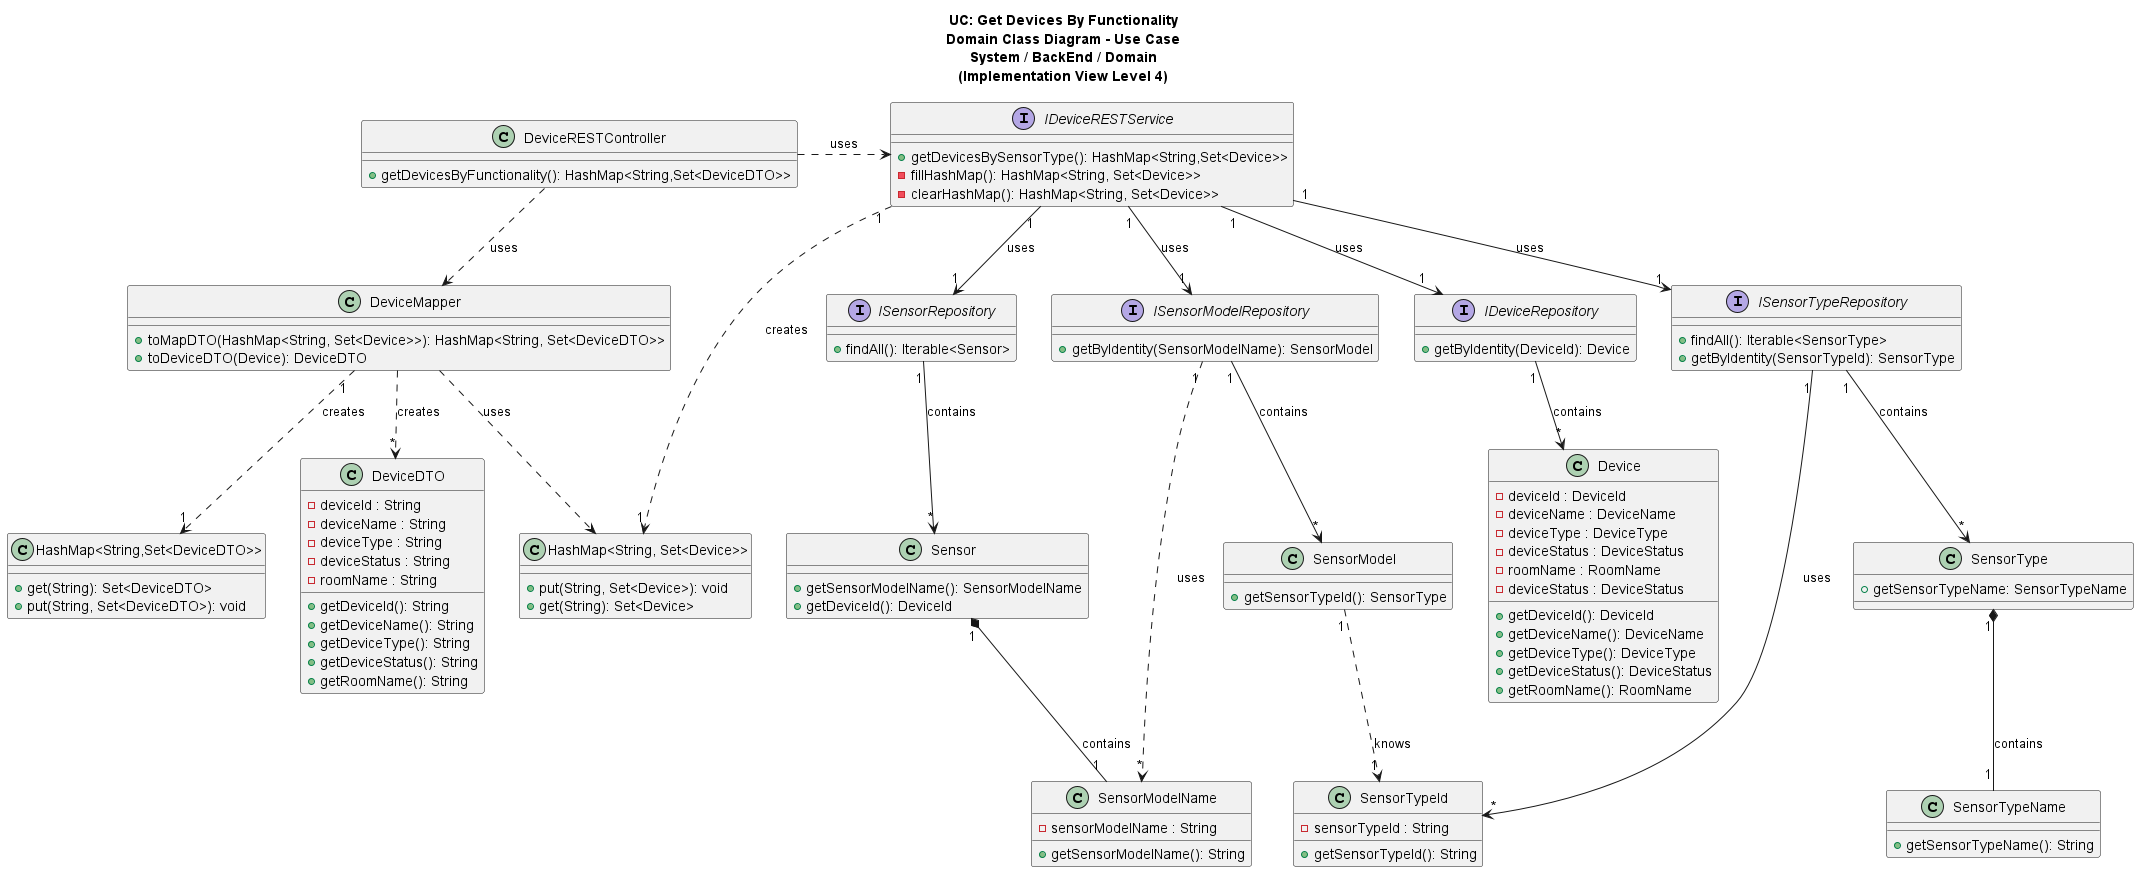 UC: Get Devices By Functionality
Domain Class Diagram - Use Case
System / BackEnd / Domain
(Implementation View Level 4)
C DeviceRESTController
getDevicesByFunctionality(): HashMap<String,Set<DeviceDTO>>
uses
I IDeviceRESTService
getDevicesBySensorType(): HashMap<String,Set<Device>>
fillHashMap(): HashMap<String, Set<Device>>
clearHashMap(): HashMap<String, Set<Device>>
1
1
1
1
1
uses
uses
uses
uses
uses
1
1
1
1
C DeviceMapper
toMapDTO(HashMap<String, Set<Device>>): HashMap<String, Set<DeviceDTO>>
toDeviceDTO(Device): DeviceDTO
creates
I ISensorRepository
findAll(): Iterable<Sensor>
I ISensorModelRepository
getByIdentity(SensorModelName): SensorModel
I IDeviceRepository
getByIdentity(DeviceId): Device
I ISensorTypeRepository
findAll(): Iterable<SensorType>
getByIdentity(SensorTypeId): SensorType
1
1
1
1
1
1
1
creates
creates
uses
contains
contains
contains
contains
1
*
1
*
*
*
*
C HashMap<String,Set<DeviceDTO>>
get(String): Set<DeviceDTO>
put(String, Set<DeviceDTO>): void
C DeviceDTO
deviceId : String
deviceName : String
deviceType : String
deviceStatus : String
roomName : String
getDeviceId(): String
getDeviceName(): String
getDeviceType(): String
getDeviceStatus(): String
getRoomName(): String
C HashMap<String, Set<Device>>
put(String, Set<Device>): void
get(String): Set<Device>
C Sensor
getSensorModelName(): SensorModelName
getDeviceId(): DeviceId
uses
C SensorModel
getSensorTypeId(): SensorType
C Device
deviceId : DeviceId
deviceName : DeviceName
deviceType : DeviceType
deviceStatus : DeviceStatus
roomName : RoomName
deviceStatus : DeviceStatus
getDeviceId(): DeviceId
getDeviceName(): DeviceName
getDeviceType(): DeviceType
getDeviceStatus(): DeviceStatus
getRoomName(): RoomName
uses
C SensorType
getSensorTypeName: SensorTypeName
1
1
1
contains
knows
contains
1
*
1
*
1
C SensorModelName
sensorModelName : String
getSensorModelName(): String
C SensorTypeId
sensorTypeId : String
getSensorTypeId(): String
C SensorTypeName
getSensorTypeName(): String